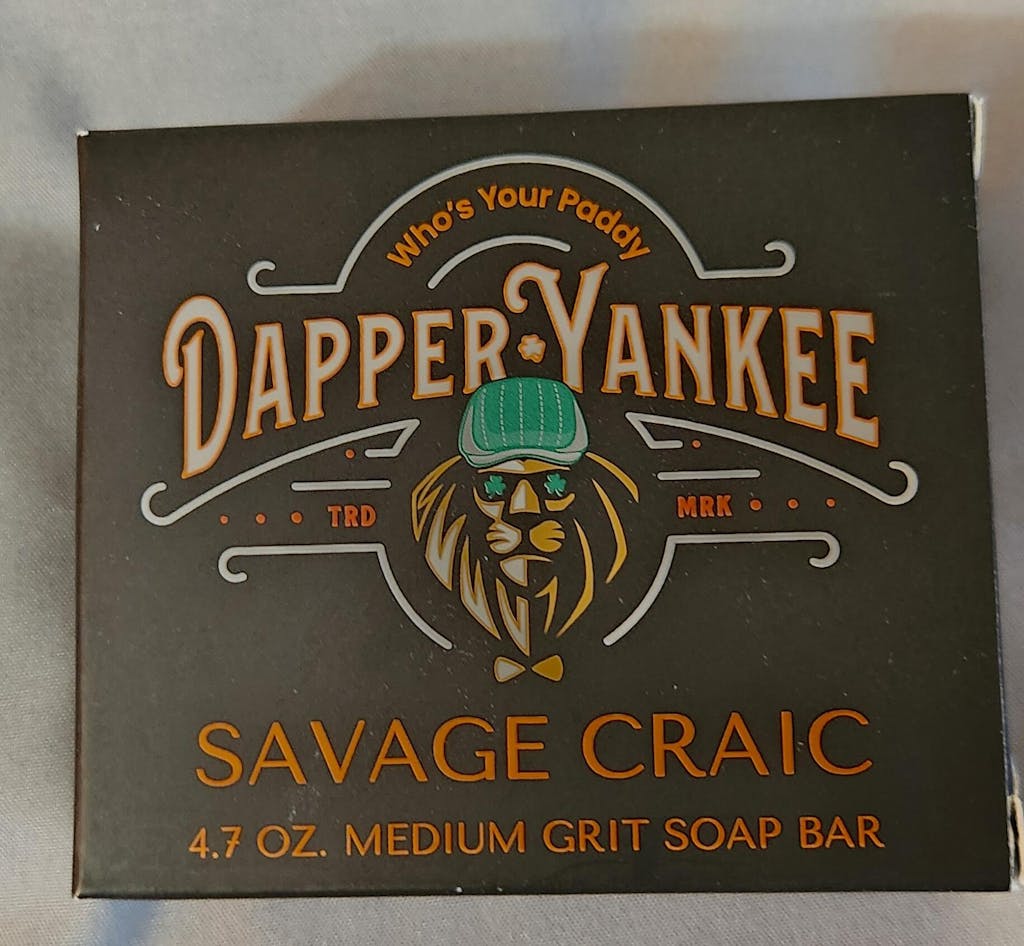 Who's Your Paddy
DAPPER YANKEE
TRD MRK
SAVAGE CRAIC
4.7 OZ. MEDIUM GRIT SOAP BAR